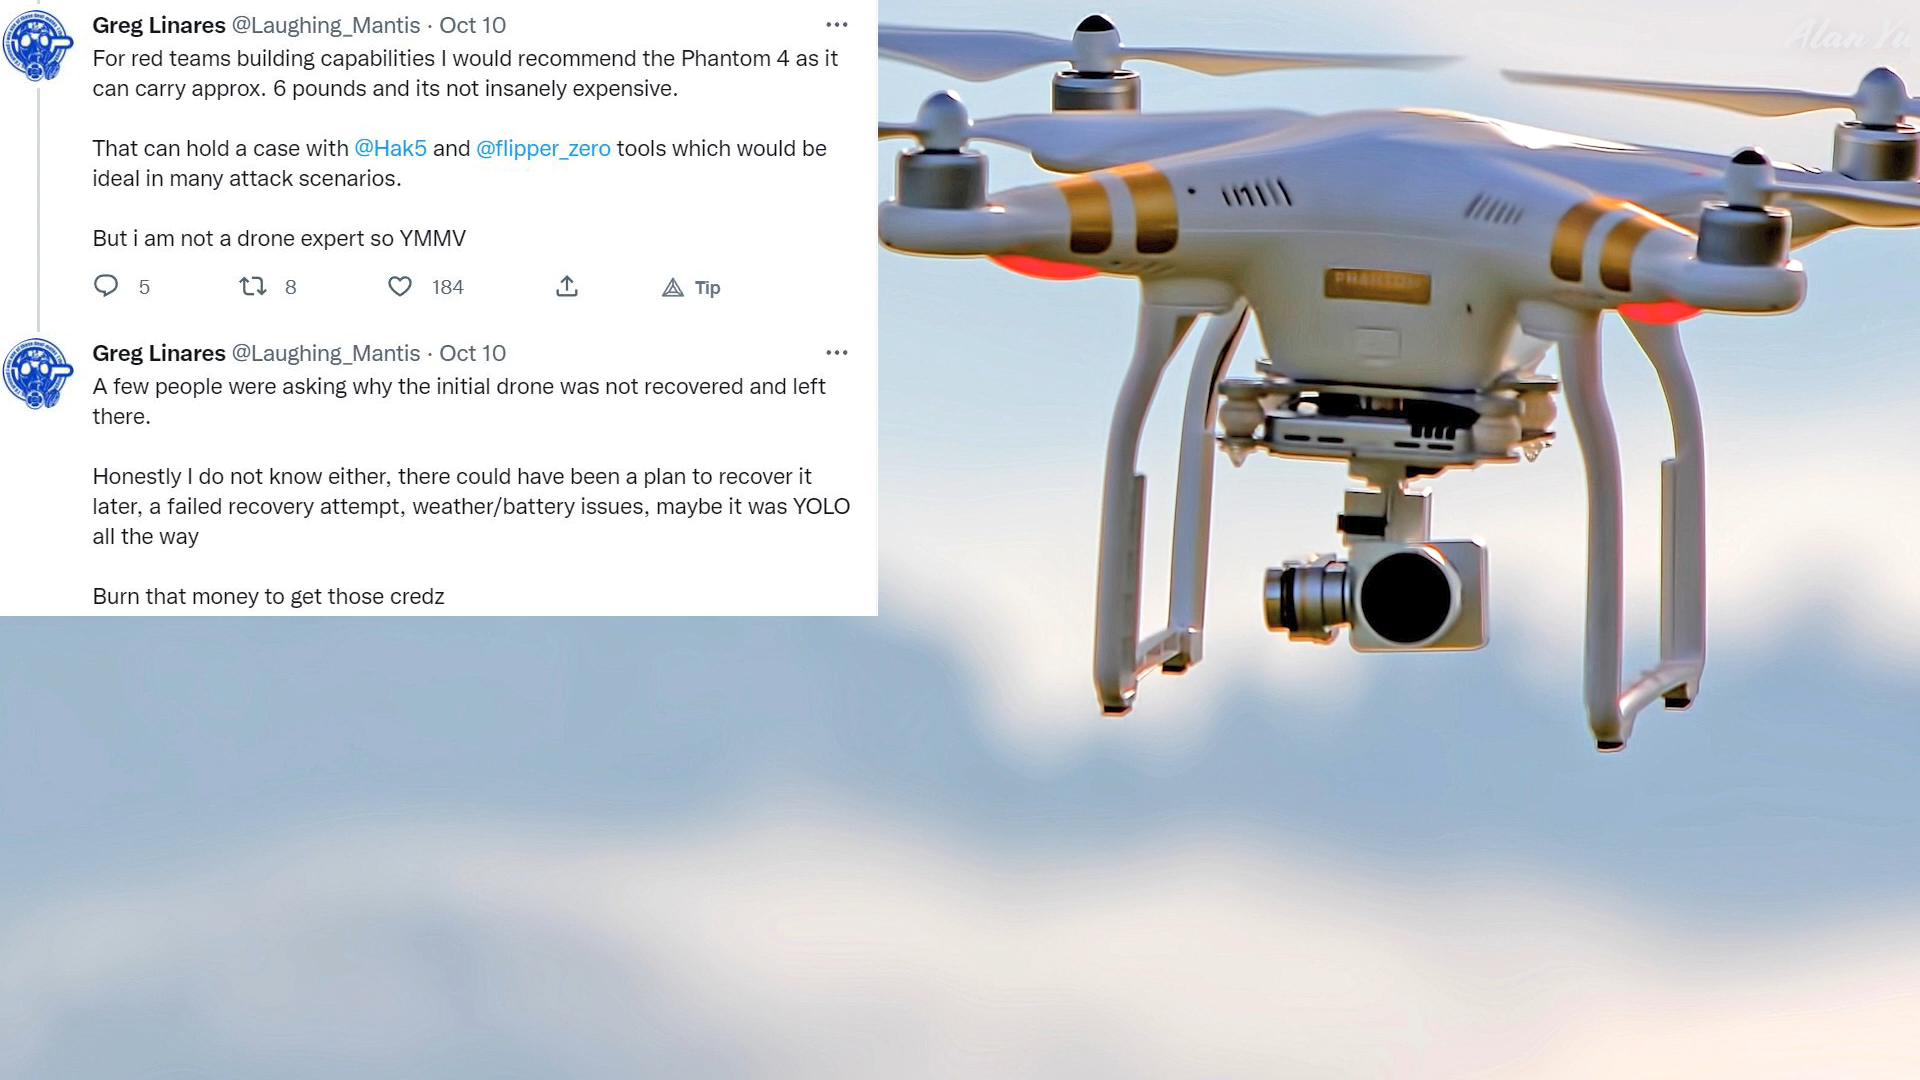 Greg Linares @Laughing_Mantis · Oct 10
For red teams building capabilities I would recommend the Phantom 4 as it
can carry approx. 6 pounds and its not insanely expensive.
That can hold a case with @Hak5 and @flipper_zero tools which would be
ideal in many attack scenarios.
But i am not a drone expert so YMMV
5 8 184 Tip
Greg Linares @Laughing_Mantis · Oct 10
A few people were asking why the initial drone was not recovered and left
there.
Honestly I do not know either, there could have been a plan to recover it
later, a failed recovery attempt, weather/battery issues, maybe it was YOLO
all the way
Burn that money to get those credz
Alan Yu
PHANTOM